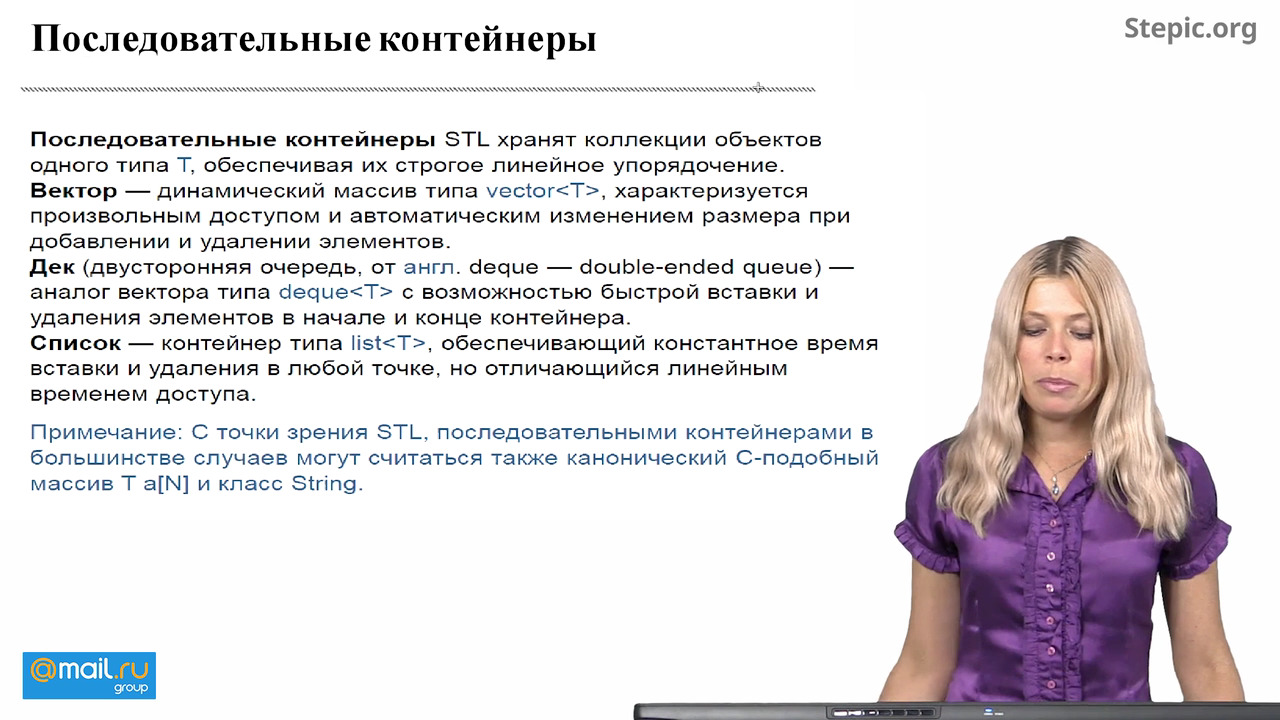 Последовательные контейнеры
Stepic.org
Последовательные контейнеры STL хранят коллекции объектов
одного типа T, обеспечивая их строгое линейное упорядочение.
Вектор — динамический массив типа vector<T>, характеризуется
произвольным доступом и автоматическим изменением размера при
добавлении и удалении элементов.
Дек (двусторонняя очередь, от англ. deque — double-ended queue) —
аналог вектора типа deque<T> с возможностью быстрой вставки и
удаления элементов в начале и конце контейнера.
Список — контейнер типа list<T>, обеспечивающий константное время
вставки и удаления в любой точке, но отличающийся линейным
временем доступа.
Примечание: С точки зрения STL, последовательными контейнерами в
большинстве случаев могут считаться также канонический С-подобный
массив T a[N] и класс String.
@mail.ru
group